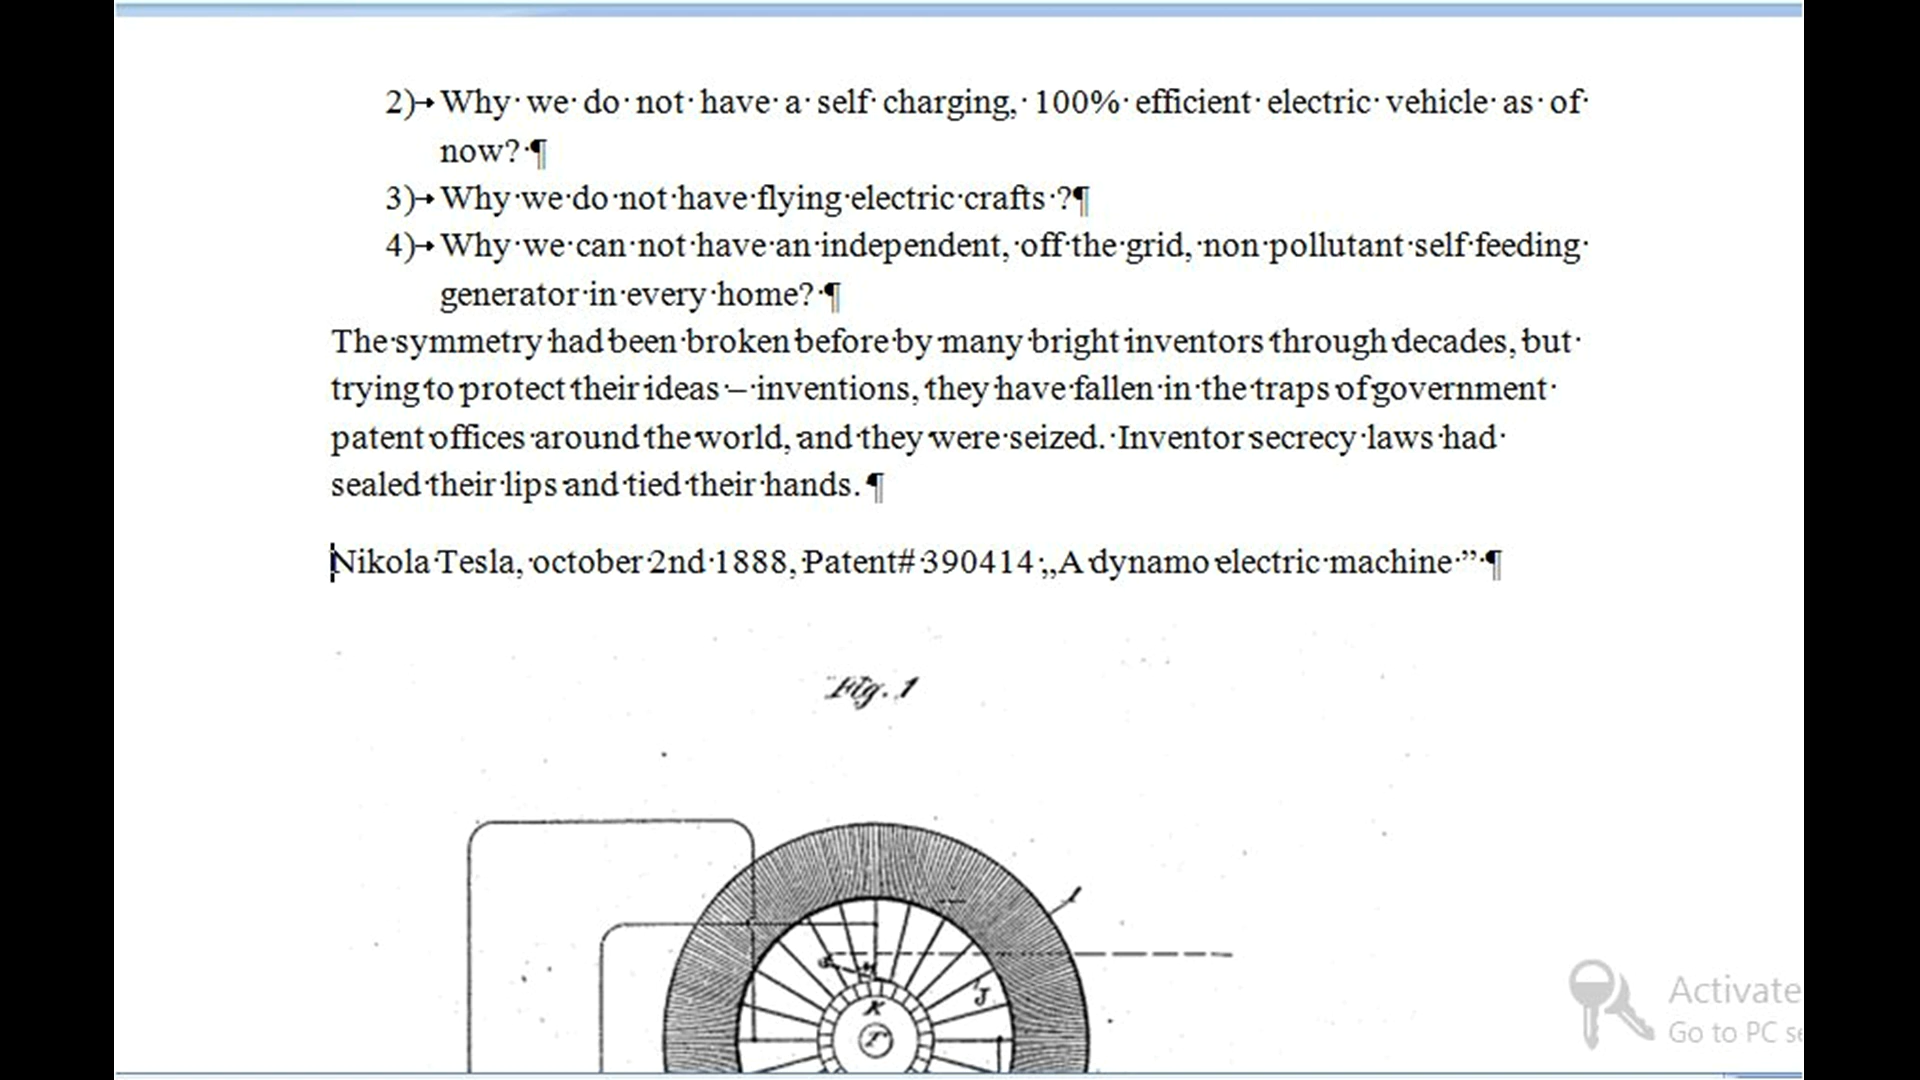 2) Why we do not have a self charging, 100% efficient electric vehicle as of
now?
3) Why we do not have flying electric crafts ?
4) Why we can not have an independent, off the grid, non pollutant self feeding
generator in every home?
The symmetry had been broken before by many bright inventors through decades, but
trying to protect their ideas – inventions, they have fallen in the traps of government
patent offices around the world, and they were seized. Inventor secrecy laws had
sealed their lips and tied their hands.
Nikola Tesla, october 2nd 1888, Patent# 390414 „A dynamo electric machine ”
Fig. 1
J
K
T
Activate
Go to PC se